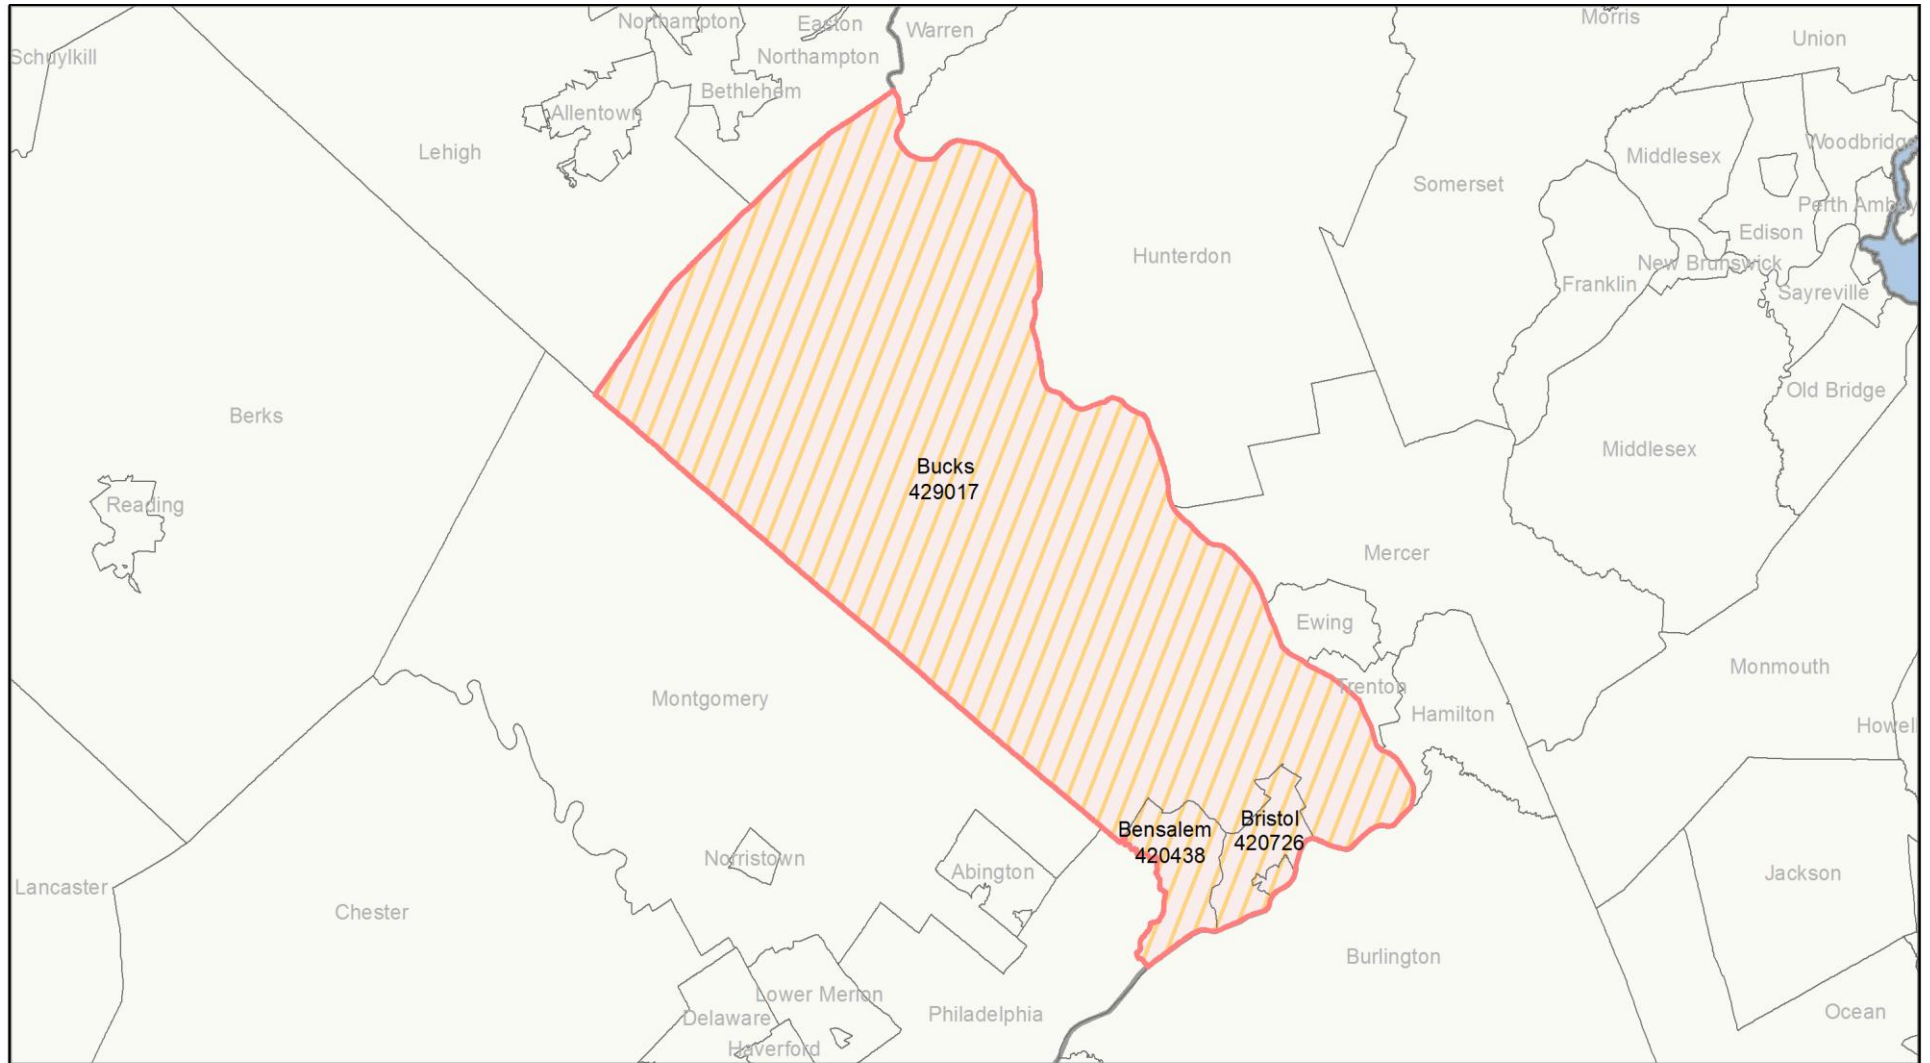 Northampton
Easton
Warren
Morris
Union
Schuylkill
Northampton
Bethlehem
Allentown
Lehigh
Woodbridge
Middlesex
Somerset
Perth Amboy
Edison
Hunterdon
New Brunswick
Franklin
Sayreville
Old Bridge
Berks
Middlesex
Bucks
429017
Reading
Mercer
Ewing
Monmouth
Trenton
Montgomery
Hamilton
Howell
Bristol
420726
Bensalem
420438
Norristown
Abington
Jackson
Lancaster
Chester
Burlington
Lower Merion
Philadelphia
Delaware
Ocean
Haverford